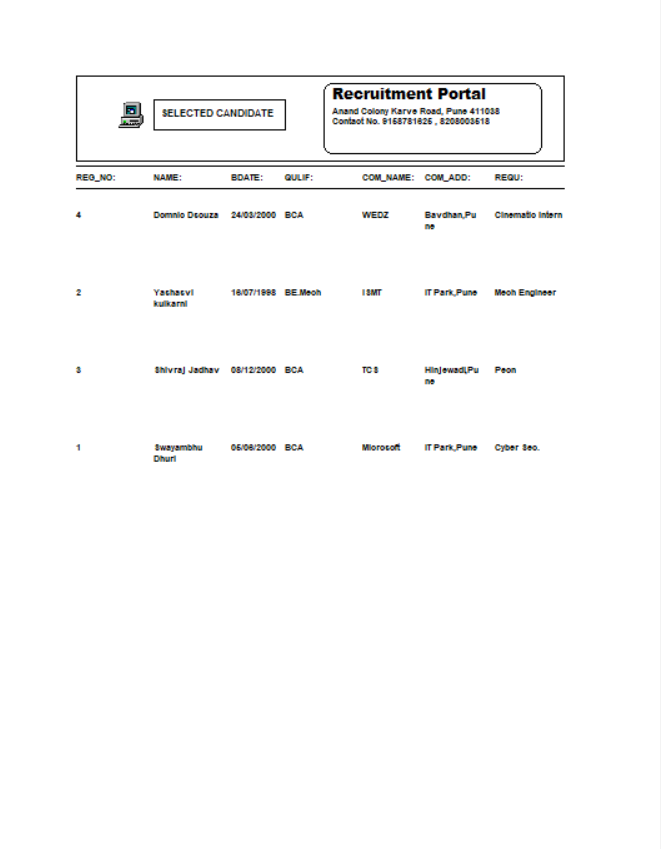 Recruitment Portal
SELECTED CANDIDATE
Anand Colony Karve Road, Pune 411038
Contact No. 9158781625 , 8208003518
REG_NO: NAME: BDATE: QULIF: COM_NAME: COM_ADD: REQU:
4 Domnic Dsouza 24/03/2000 BCA WEDZ Bavdhan,Pu Cinematic Intern
ne
2 Yashasvi 16/07/1998 BE.Mech ISMT IT Park,Pune Mech Engineer
kulkarni
3 Shivraj Jadhav 08/12/2000 BCA TCS Hinjewadi,Pu Peon
ne
1 Swayambhu 05/06/2000 BCA Microsoft IT Park,Pune Cyber Sec.
Dhuri